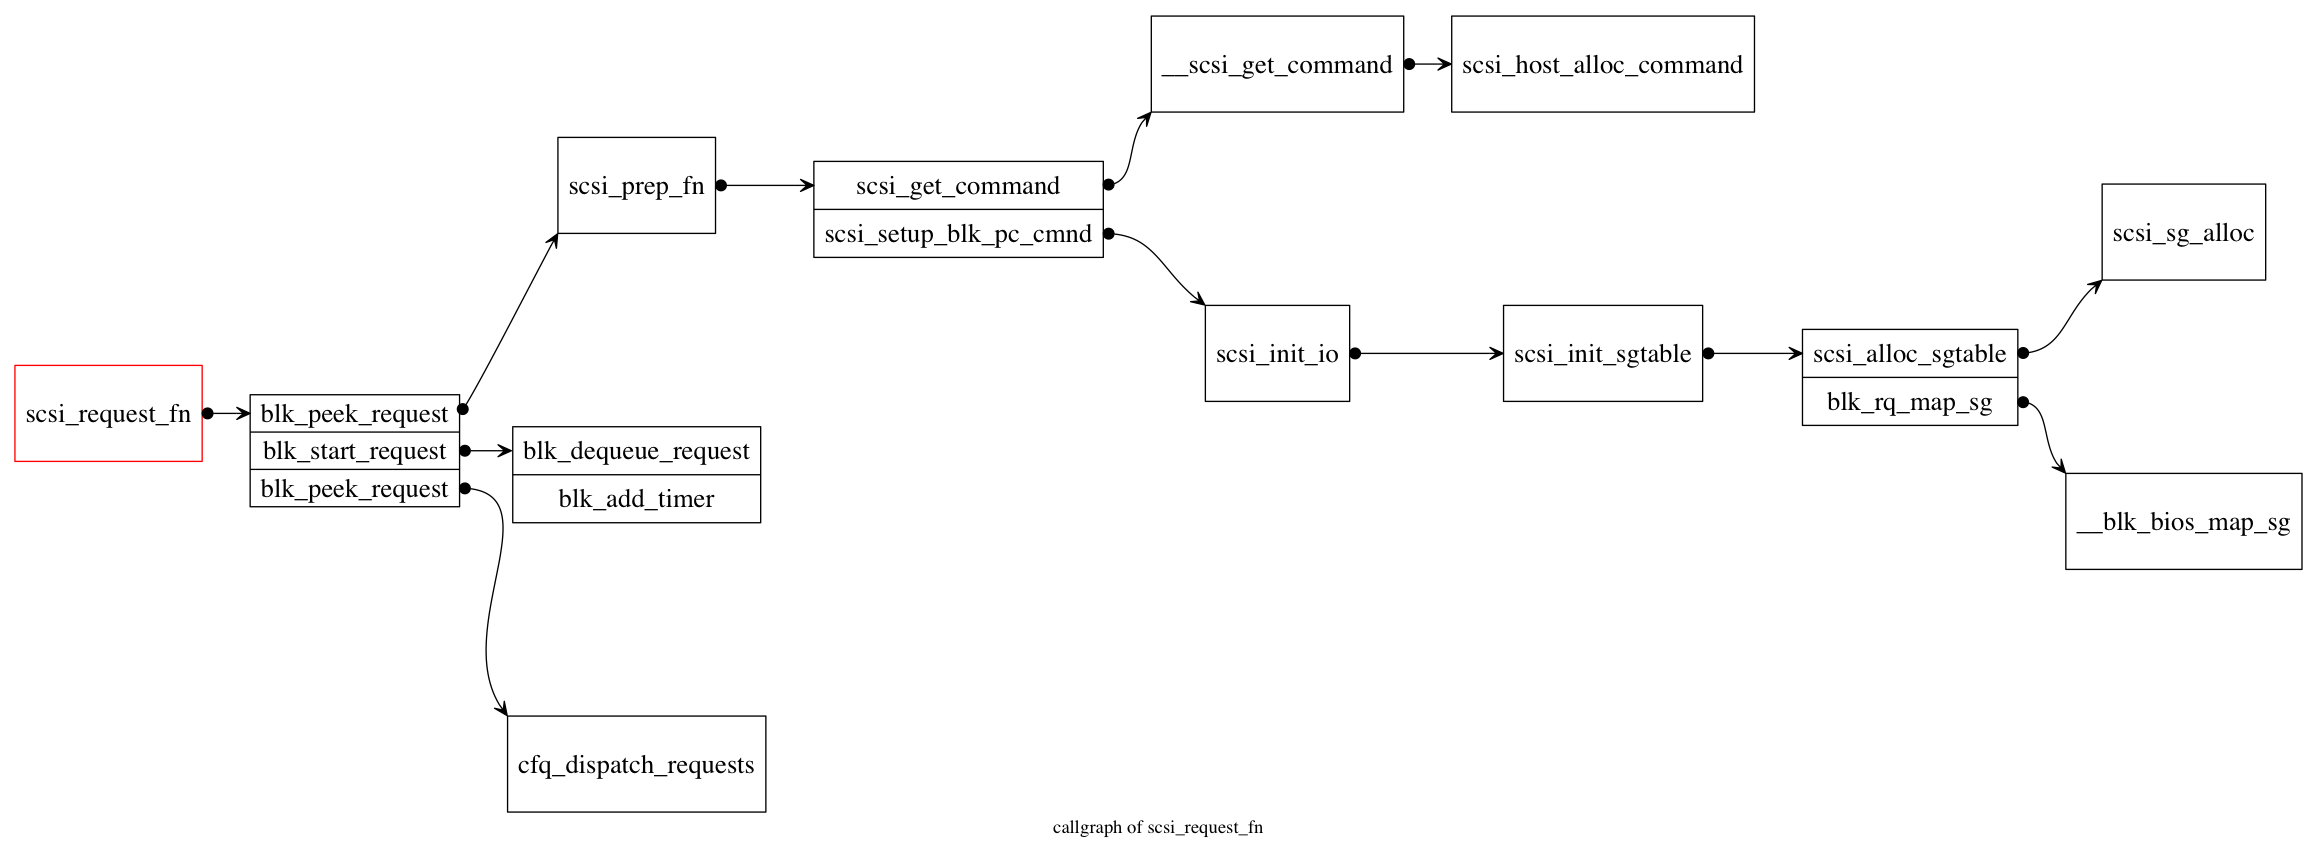 scsi_request_fn
blk_peek_request
blk_start_request
blk_peek_request
scsi_prep_fn
blk_dequeue_request
blk_add_timer
cfq_dispatch_requests
scsi_get_command
scsi_setup_blk_pc_cmnd
__scsi_get_command
scsi_host_alloc_command
scsi_init_io
scsi_init_sgtable
scsi_alloc_sgtable
blk_rq_map_sg
scsi_sg_alloc
__blk_bios_map_sg
callgraph of scsi_request_fn